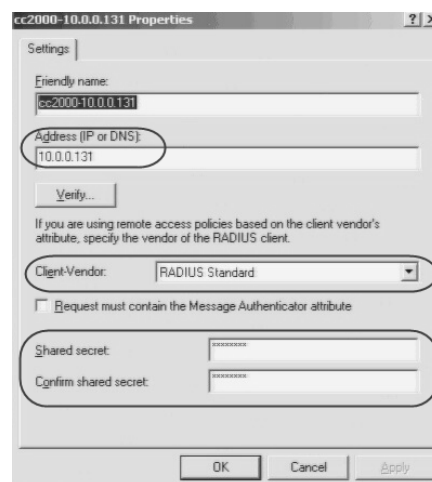 cc2000-10.0.0.131 Properties ? X
Settings
Friendly name:
cc2000-10.0.0.131
Address (IP or DNS):
10.0.0.131
Verify...
If you are using remote access policies based on the client vendor's
attribute, specify the vendor of the RADIUS client.
Client-Vendor: RADIUS Standard
Request must contain the Message Authenticator attribute
Shared secret: xxxxxxxx
Confirm shared secret: xxxxxxxx
OK Cancel Apply